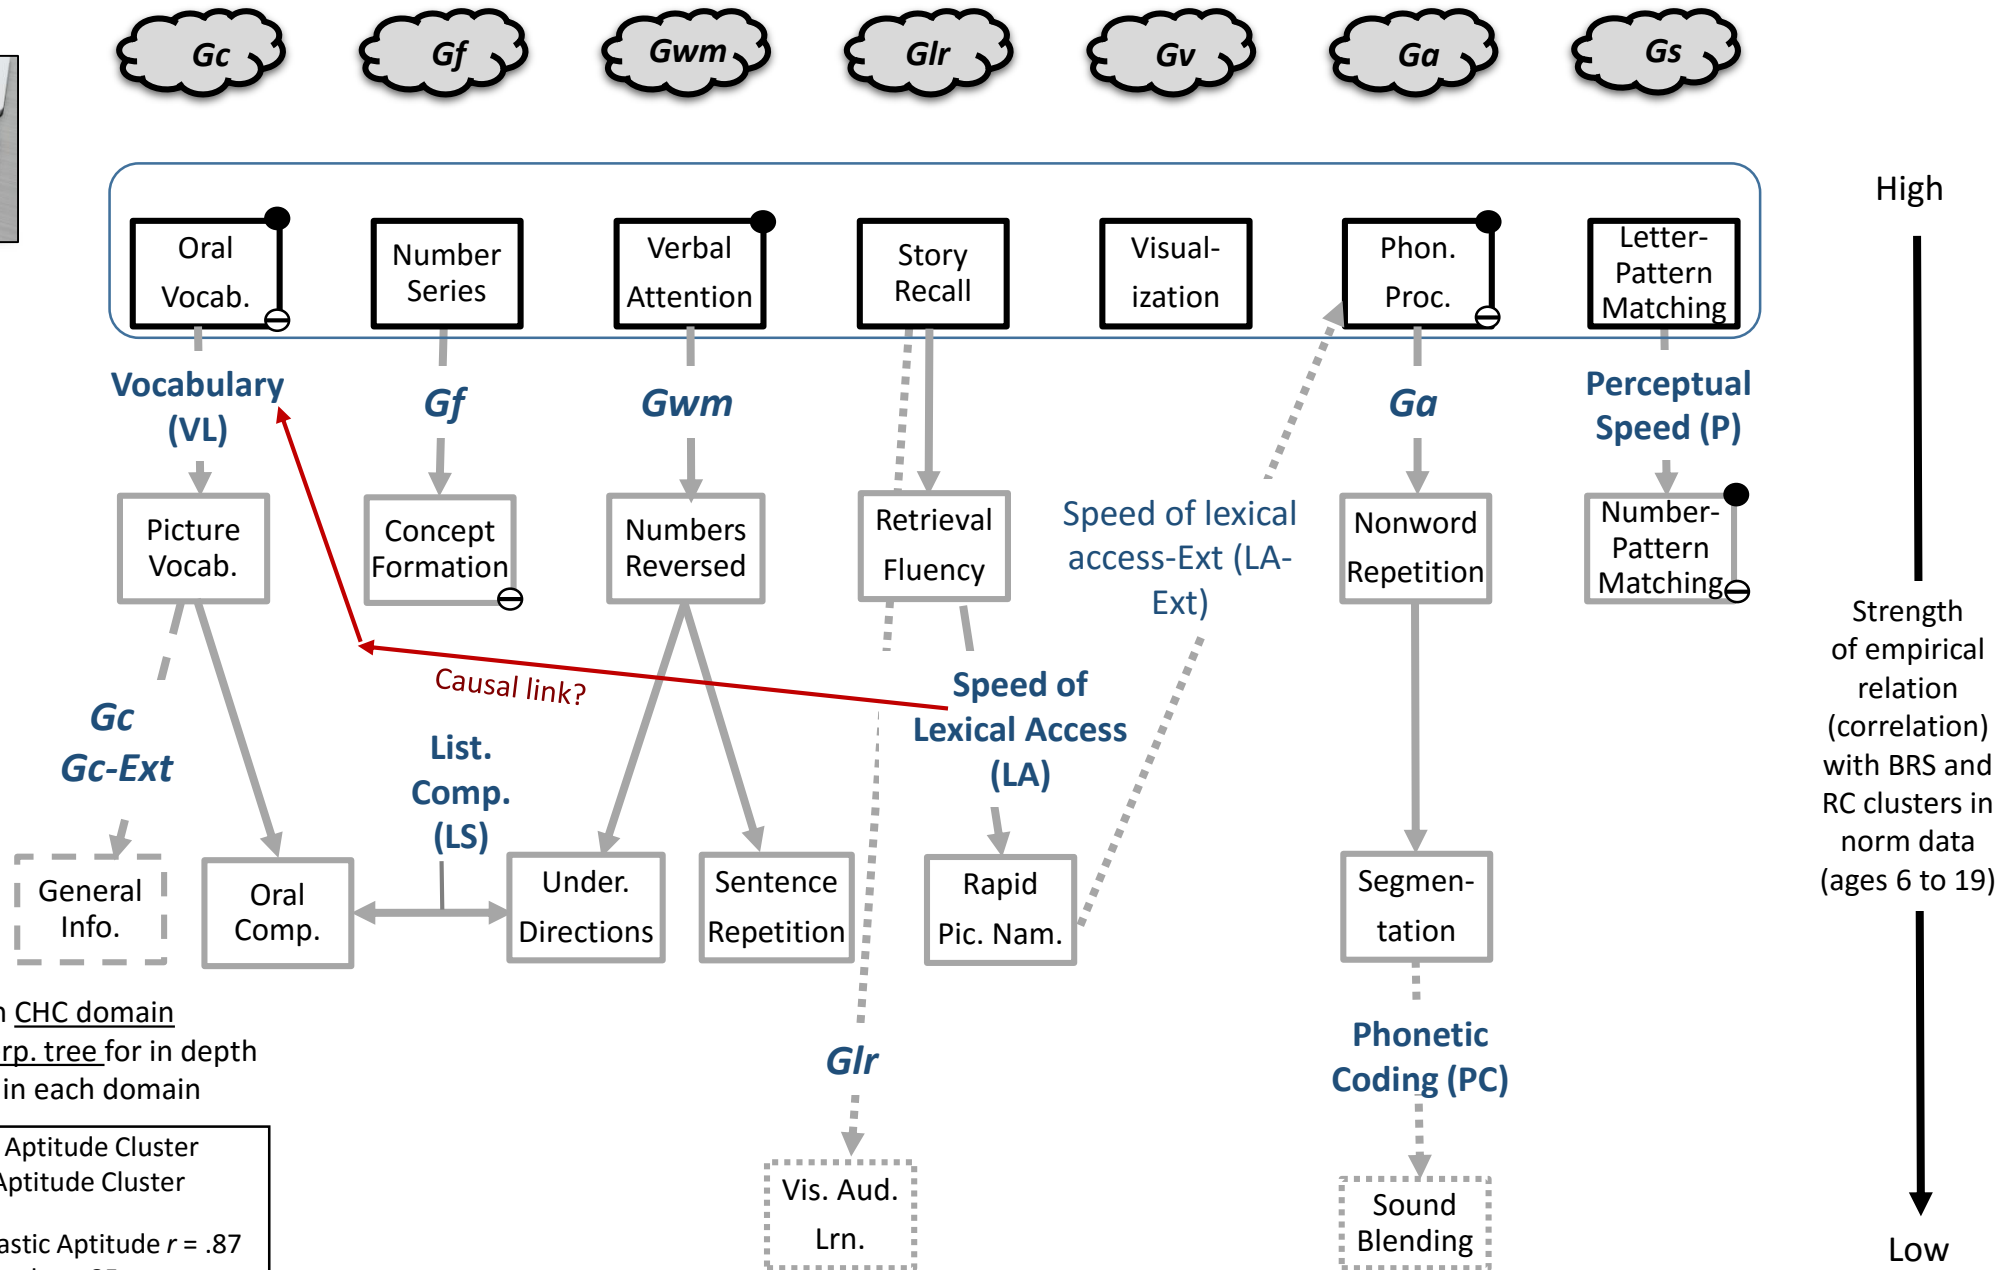 Gc
Gf
Gwm
Glr
Gv
Ga
Gs
High
Oral
Vocab.
Number
Series
Verbal
Attention
Story
Recall
Visual-
ization
Phon.
Proc.
Letter-
Pattern
Matching
Vocabulary
(VL)
Gf
Gwm
Ga
Perceptual
Speed (P)
Picture
Vocab.
Concept
Formation
Numbers
Reversed
Retrieval
Fluency
Speed of lexical
access-Ext (LA-
Ext)
Nonword
Repetition
Number-
Pattern
Matching
Strength
of empirical
relation
(correlation)
with BRS and
RC clusters in
norm data
(ages 6 to 19)
Causal link?
Gc
Gc-Ext
List.
Comp.
(LS)
Speed of
Lexical Access
(LA)
General
Info.
Oral
Comp.
Under.
Directions
Sentence
Repetition
Rapid
Pic. Nam.
Segmen-
tation
CHC domain
rp. tree for in depth
in each domain
Glr
Phonetic
Coding (PC)
Aptitude Cluster
Aptitude Cluster
astic Aptitude r = .87
Vis. Aud.
Lrn.
Sound
Blending
Low